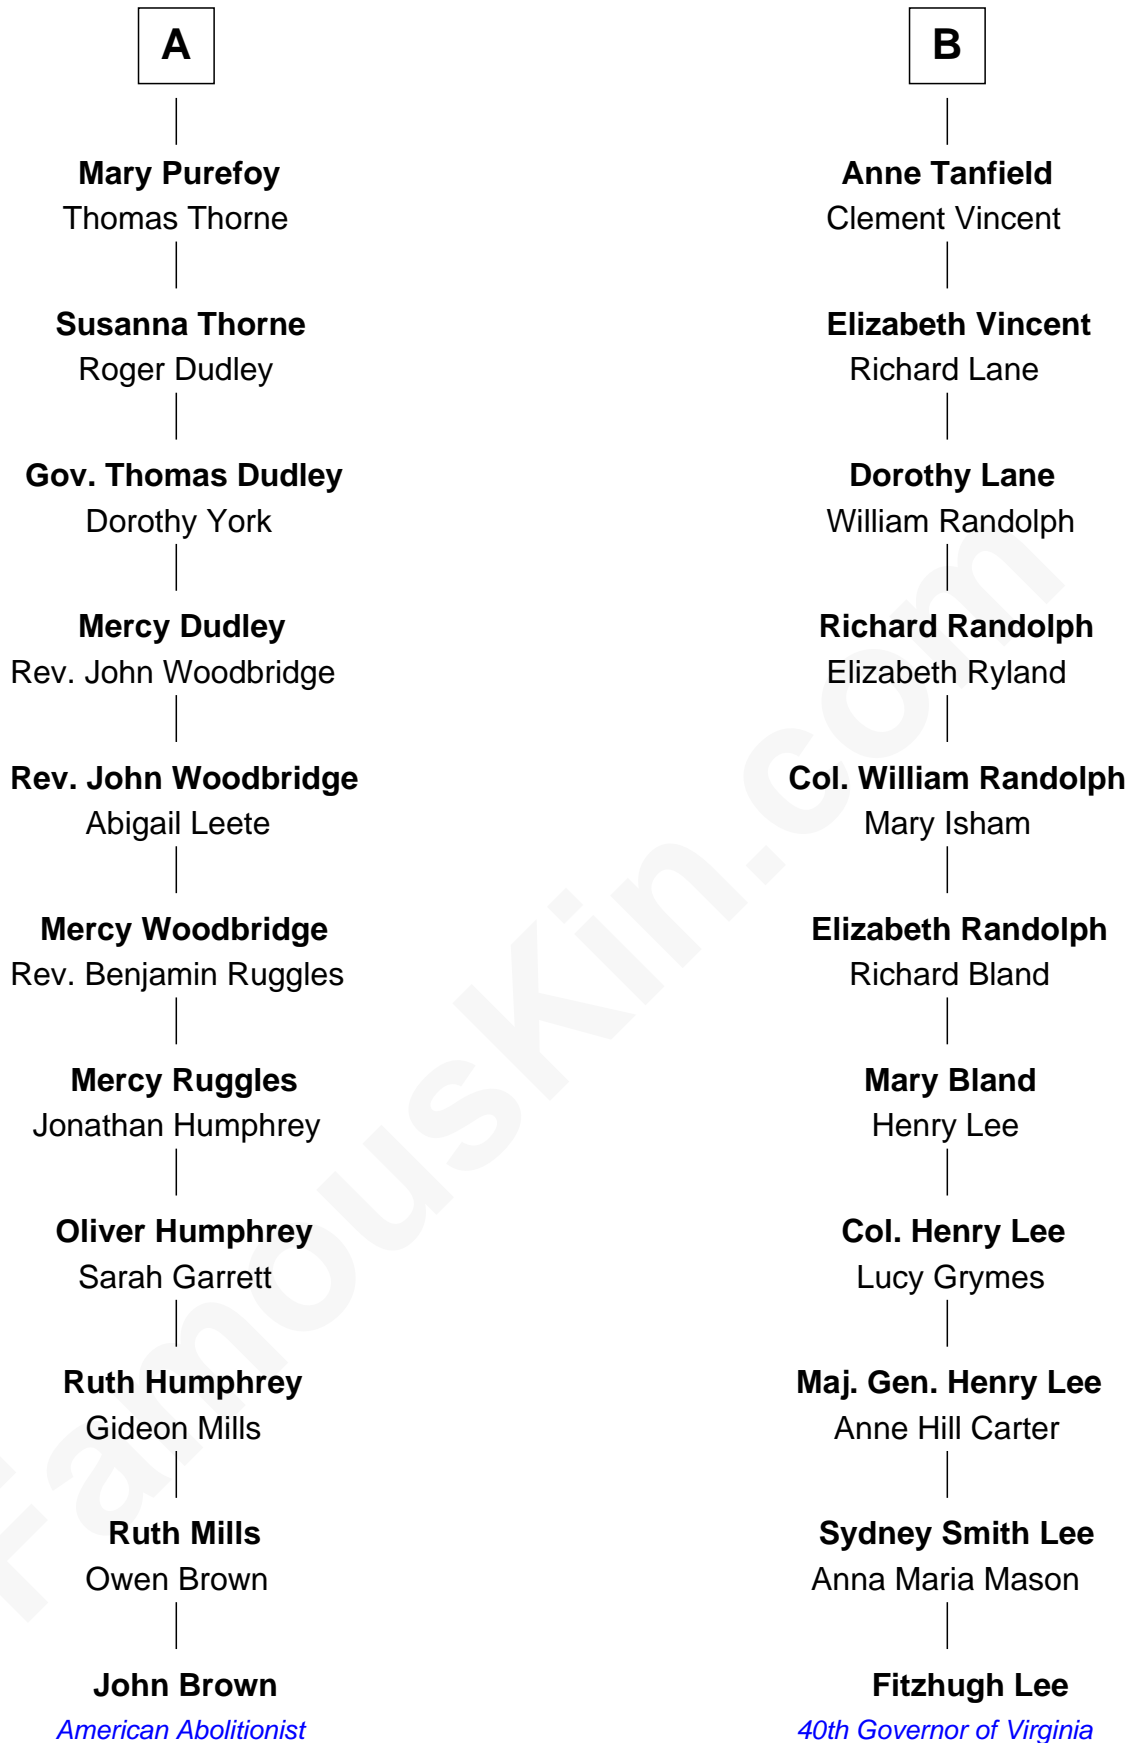 A
Mary Purefoy
Thomas Thorne
Susanna Thorne
Roger Dudley
Gov. Thomas Dudley
Dorothy York
Mercy Dudley
Rev. John Woodbridge
Rev. John Woodbridge
Abigail Leete
Mercy Woodbridge
Rev. Benjamin Ruggles
Mercy Ruggles
Jonathan Humphrey
Oliver Humphrey
Sarah Garrett
Ruth Humphrey
Gideon Mills
Ruth Mills
Owen Brown
John Brown
American Abolitionist
B
Anne Tanfield
Clement Vincent
Elizabeth Vincent
Richard Lane
Dorothy Lane
William Randolph
Richard Randolph
Elizabeth Ryland
Col. William Randolph
Mary Isham
Elizabeth Randolph
Richard Bland
Mary Bland
Henry Lee
Col. Henry Lee
Lucy Grymes
Maj. Gen. Henry Lee
Anne Hill Carter
Sydney Smith Lee
Anna Maria Mason
Fitzhugh Lee
40th Governor of Virginia
FamousKin.com